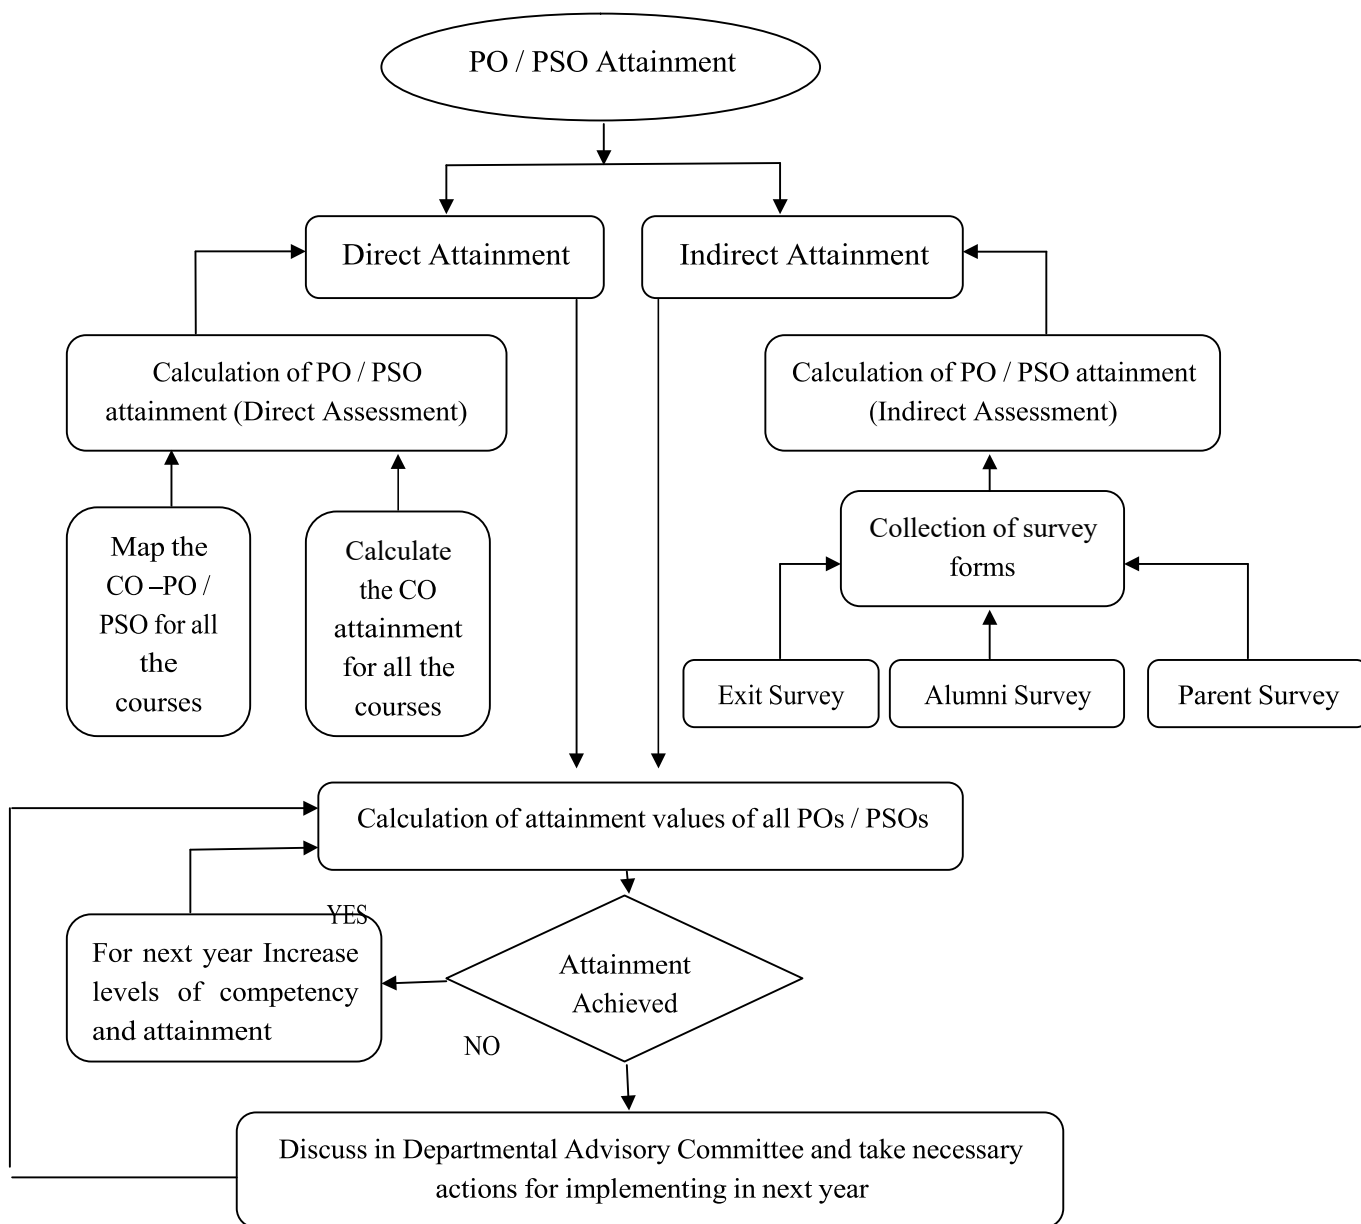 PO / PSO Attainment
Direct Attainment
Indirect Attainment
Calculation of PO / PSO
attainment (Direct Assessment)
Calculation of PO / PSO attainment
(Indirect Assessment)
Map the
CO –PO /
PSO for all
the
courses
Calculate
the CO
attainment
for all the
courses
Collection of survey
forms
Exit Survey
Alumni Survey
Parent Survey
Calculation of attainment values of all POs / PSOs
YES
For next year Increase
levels of competency
and attainment
Attainment
Achieved
NO
Discuss in Departmental Advisory Committee and take necessary
actions for implementing in next year